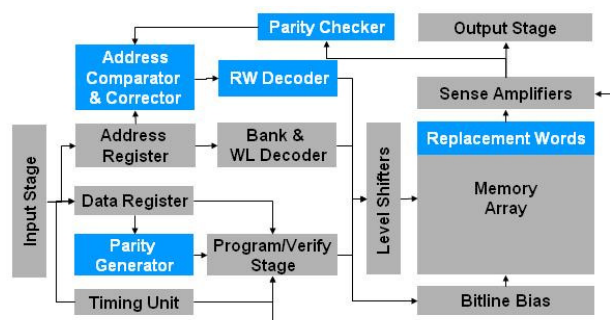 Parity Checker
Output Stage
Address
Comparator
& Corrector
RW Decoder
Sense Amplifiers
Input Stage
Address
Register
Bank &
WL Decoder
Level Shifters
Replacement Words
Memory
Array
Data Register
Parity
Generator
Program/Verify
Stage
Timing Unit
Bitline Bias